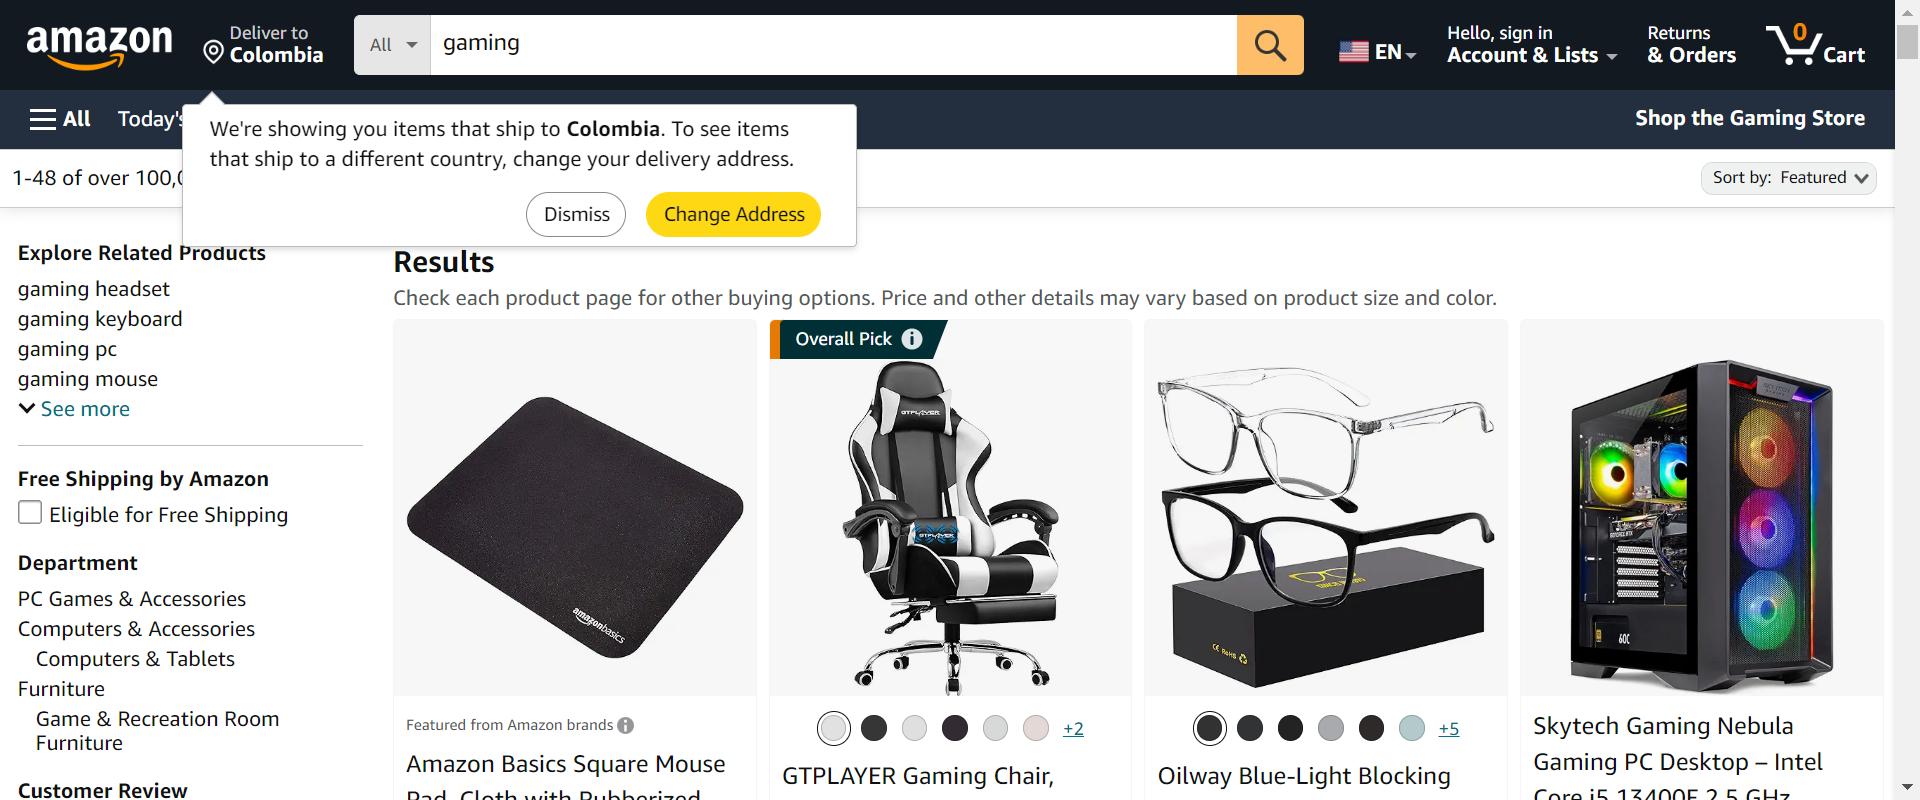 amazon
Deliver to
Colombia
All
gaming
EN
Hello, sign in
Account & Lists
Returns
& Orders
0
Cart
All
Today's
Shop the Gaming Store
We're showing you items that ship to Colombia. To see items
that ship to a different country, change your delivery address.
Dismiss
Change Address
1-48 of over 100,0
Sort by: Featured
Explore Related Products
gaming headset
gaming keyboard
gaming pc
gaming mouse
See more
Free Shipping by Amazon
Eligible for Free Shipping
Department
PC Games & Accessories
Computers & Accessories
Computers & Tablets
Furniture
Game & Recreation Room
Furniture
Customer Review
Results
Check each product page for other buying options. Price and other details may vary based on product size and color.
amazonbasics
Featured from Amazon brands
Amazon Basics Square Mouse
Pad, Cloth with Rubberized
Overall Pick
GTPLAYER
GTPLAYER
+2
GTPLAYER Gaming Chair,
CE RoHS
+5
Oilway Blue-Light Blocking
GEFORCE RTX
600
Skytech Gaming Nebula
Gaming PC Desktop – Intel
Core i5 13400F 2.5 GHz,